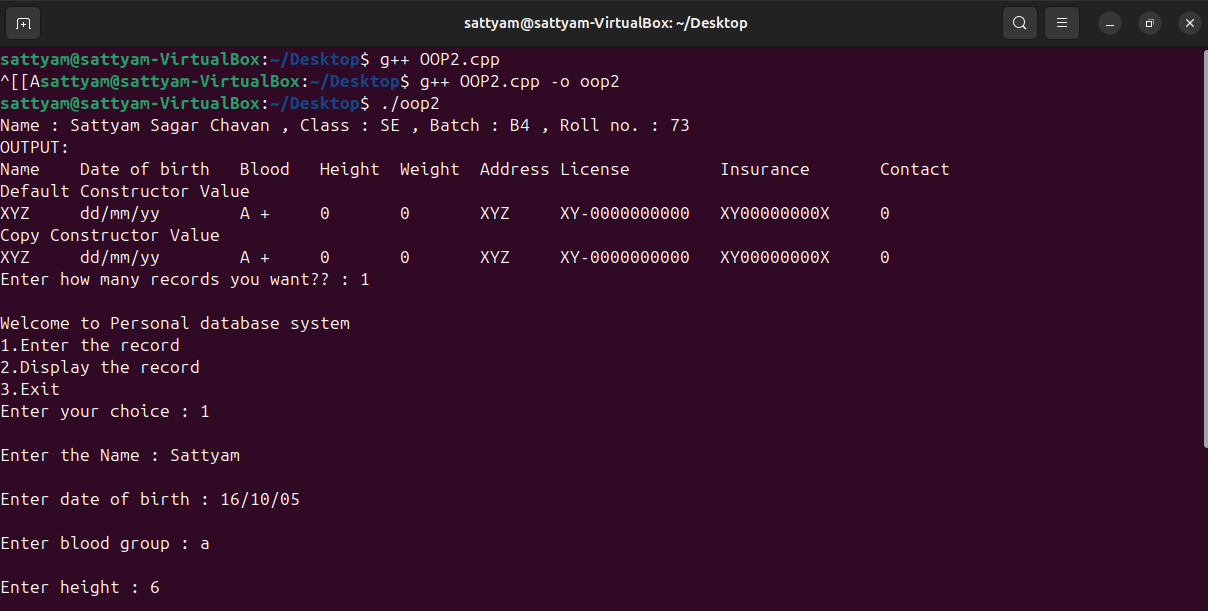 sattyam@sattyam-VirtualBox: ~/Desktop
sattyam@sattyam-VirtualBox:~/Desktop$ g++ OOP2.cpp
^[[Asattyam@sattyam-VirtualBox:~/Desktop$ g++ OOP2.cpp -o oop2
sattyam@sattyam-VirtualBox:~/Desktop$ ./oop2
Name : Sattyam Sagar Chavan , Class : SE , Batch : B4 , Roll no. : 73
OUTPUT:
Name    Date of birth   Blood   Height  Weight  Address License         Insurance       Contact
Default Constructor Value
XYZ     dd/mm/yy        A +     0       0       XYZ     XY-0000000000   XY00000000X     0
Copy Constructor Value
XYZ     dd/mm/yy        A +     0       0       XYZ     XY-0000000000   XY00000000X     0
Enter how many records you want?? : 1
Welcome to Personal database system
1.Enter the record
2.Display the record
3.Exit
Enter your choice : 1
Enter the Name : Sattyam
Enter date of birth : 16/10/05
Enter blood group : a
Enter height : 6